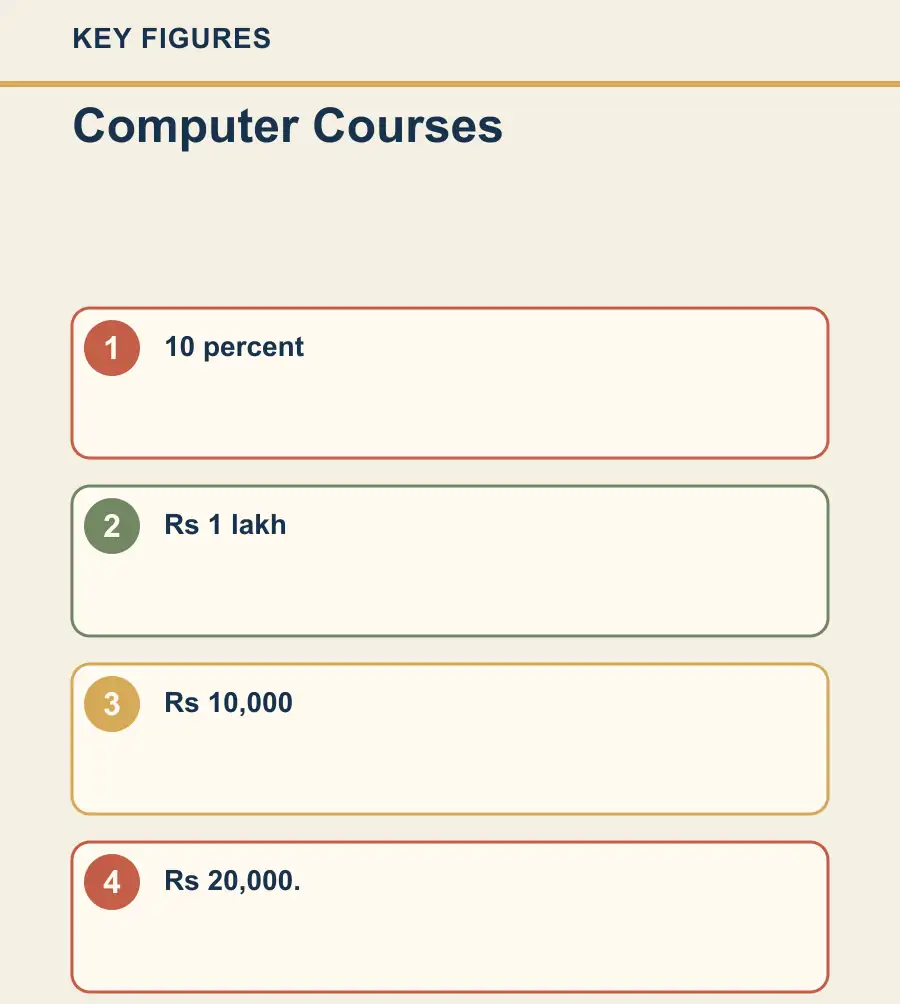 KEY FIGURES
Computer Courses
1
10 percent
2
Rs 1 lakh
3
Rs 10,000
4
Rs 20,000.